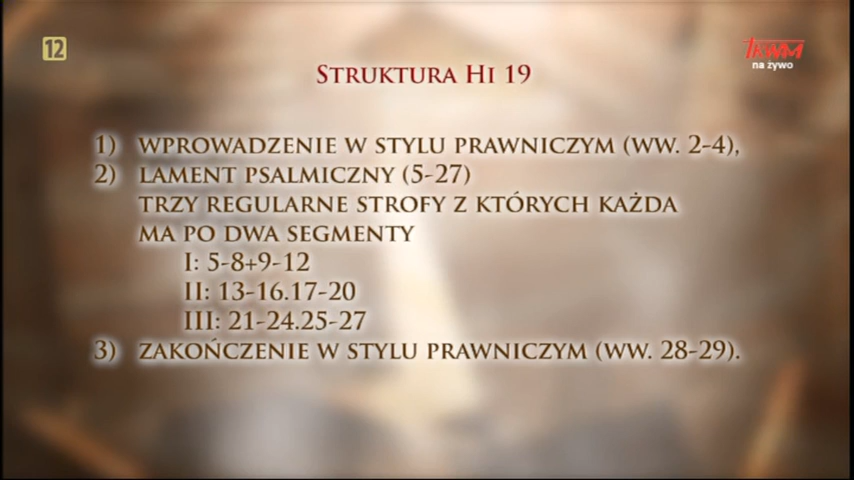 12
TRWAM
na żywo
STRUKTURA HI 19
1) WPROWADZENIE W STYLU PRAWNICZYM (WW. 2-4),
2) LAMENT PSALMICZNY (5-27)
TRZY REGULARNE STROFY Z KTÓRYCH KAŻDA
MA PO DWA SEGMENTY
I: 5-8+9-12
II: 13-16.17-20
III: 21-24.25-27
3) ZAKOŃCZENIE W STYLU PRAWNICZYM (WW. 28-29).